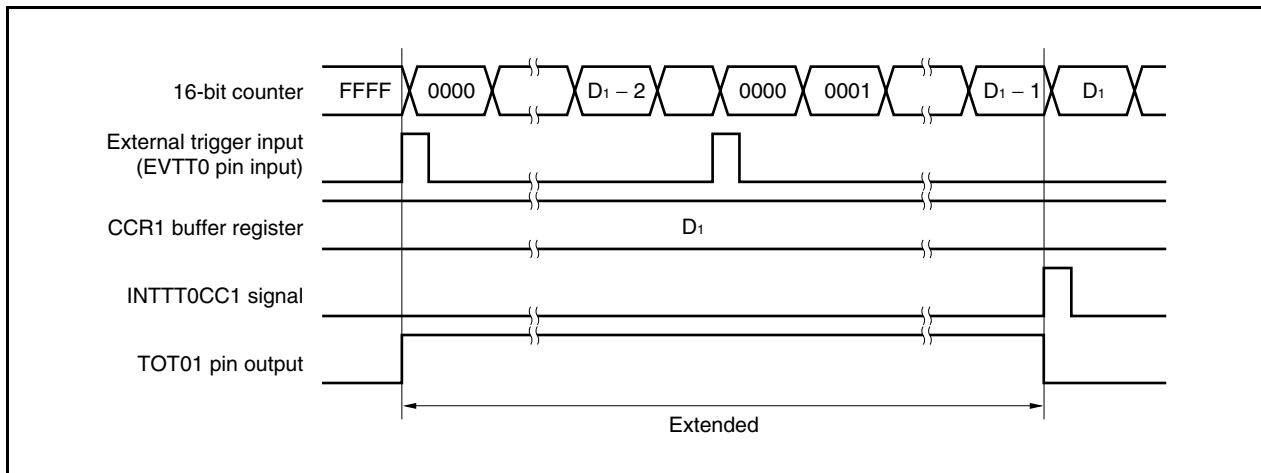 16-bit counter FFFF 0000 D₁ − 2 0000 0001 D₁ − 1 D₁
External trigger input
(EVTT0 pin input)
CCR1 buffer register D₁
INTTT0CC1 signal
TOT01 pin output
Extended